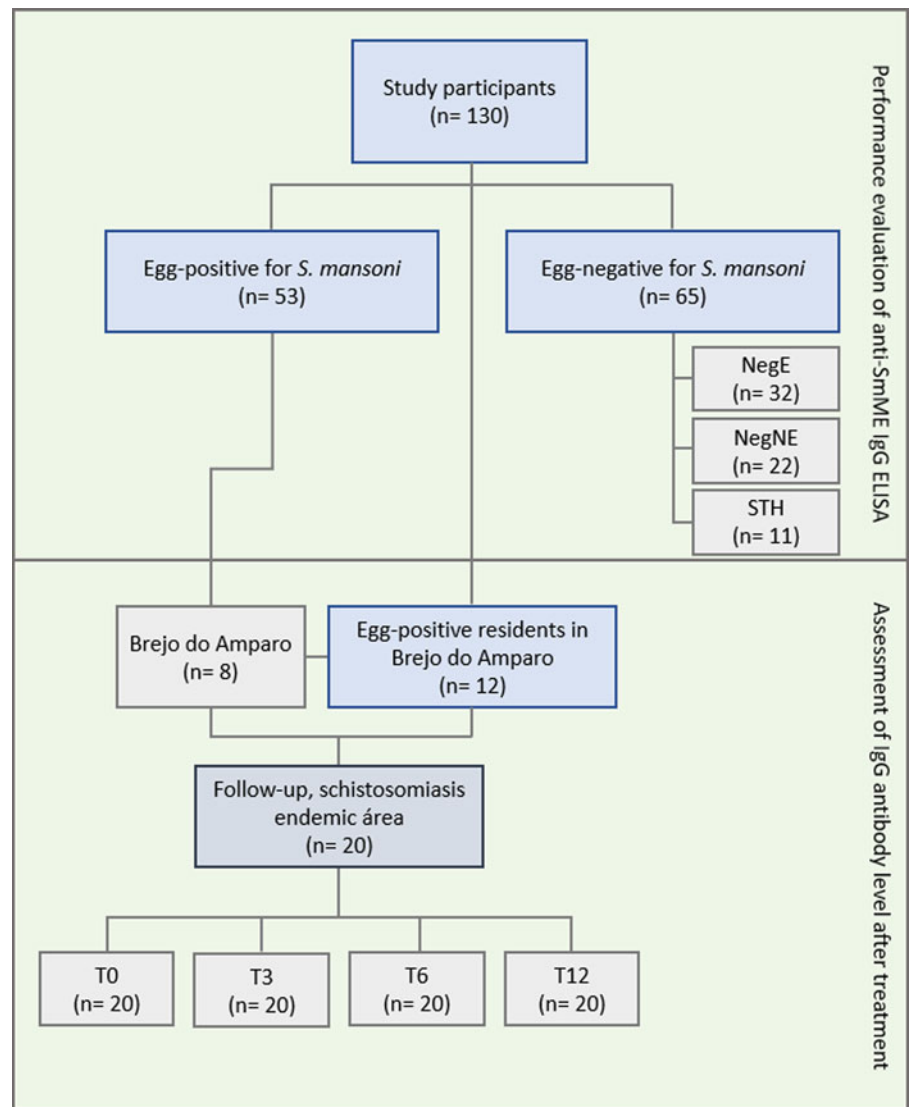 Study participants
(n= 130)
Egg-positive for S. mansoni
(n= 53)
Egg-negative for S. mansoni
(n= 65)
NegE
(n= 32)
NegNE
(n= 22)
STH
(n= 11)
Performance evaluation of anti-SmME IgG ELISA
Brejo do Amparo
(n= 8)
Egg-positive residents in
Brejo do Amparo
(n= 12)
Follow-up, schistosomiasis
endemic área
(n= 20)
T0
(n= 20)
T3
(n= 20)
T6
(n= 20)
T12
(n= 20)
Assessment of IgG antibody level after treatment